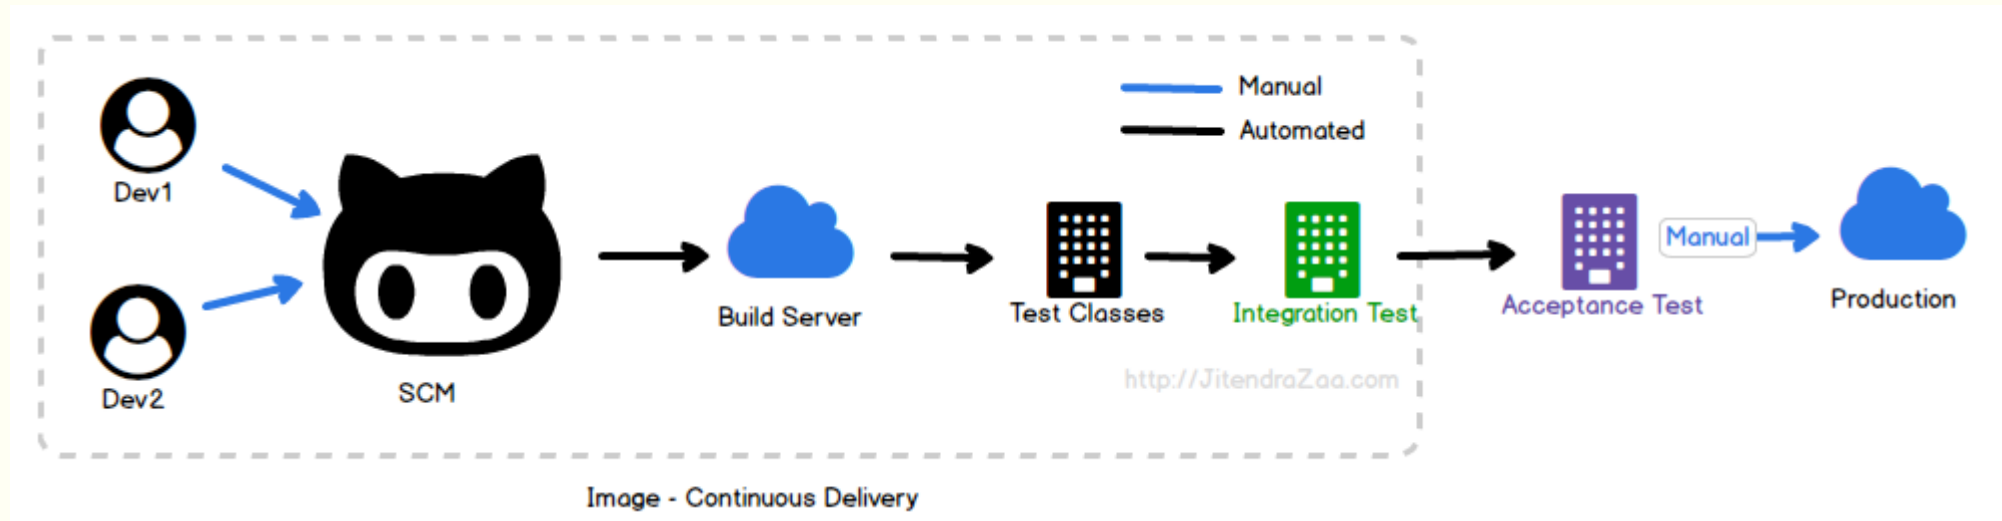 Manual
Automated
Dev1
Dev2
SCM
Build Server
Test Classes
Integration Test
Acceptance Test
Manual
Production
http://JitendraZaa.com
Image - Continuous Delivery